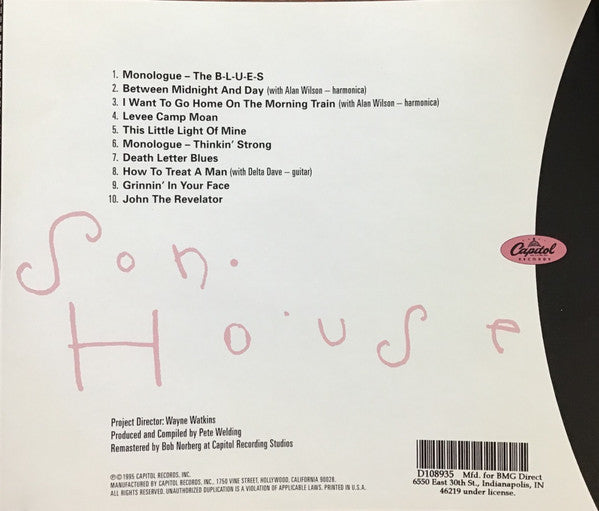 1. Monologue – The B-L-U-E-S
2. Between Midnight And Day (with Alan Wilson – harmonica)
3. I Want To Go Home On The Morning Train (with Alan Wilson – harmonica)
4. Levee Camp Moan
5. This Little Light Of Mine
6. Monologue – Thinkin' Strong
7. Death Letter Blues
8. How To Treat A Man (with Delta Dave – guitar)
9. Grinnin' In Your Face
10. John The Revelator
Son.
House
Capitol
RECORDS
Project Director: Wayne Watkins
Produced and Compiled by Pete Welding
Remastered by Bob Norberg at Capitol Recording Studios
℗©1995 CAPITOL RECORDS, INC.
MANUFACTURED BY CAPITOL RECORDS, INC., 1750 VINE STREET, HOLLYWOOD, CALIFORNIA 90028.
ALL RIGHTS RESERVED. UNAUTHORIZED DUPLICATION IS A VIOLATION OF APPLICABLE LAWS. PRINTED IN U.S.A.
D108935 Mfd. for BMG Direct
6550 East 30th St., Indianapolis, IN
46219 under license.